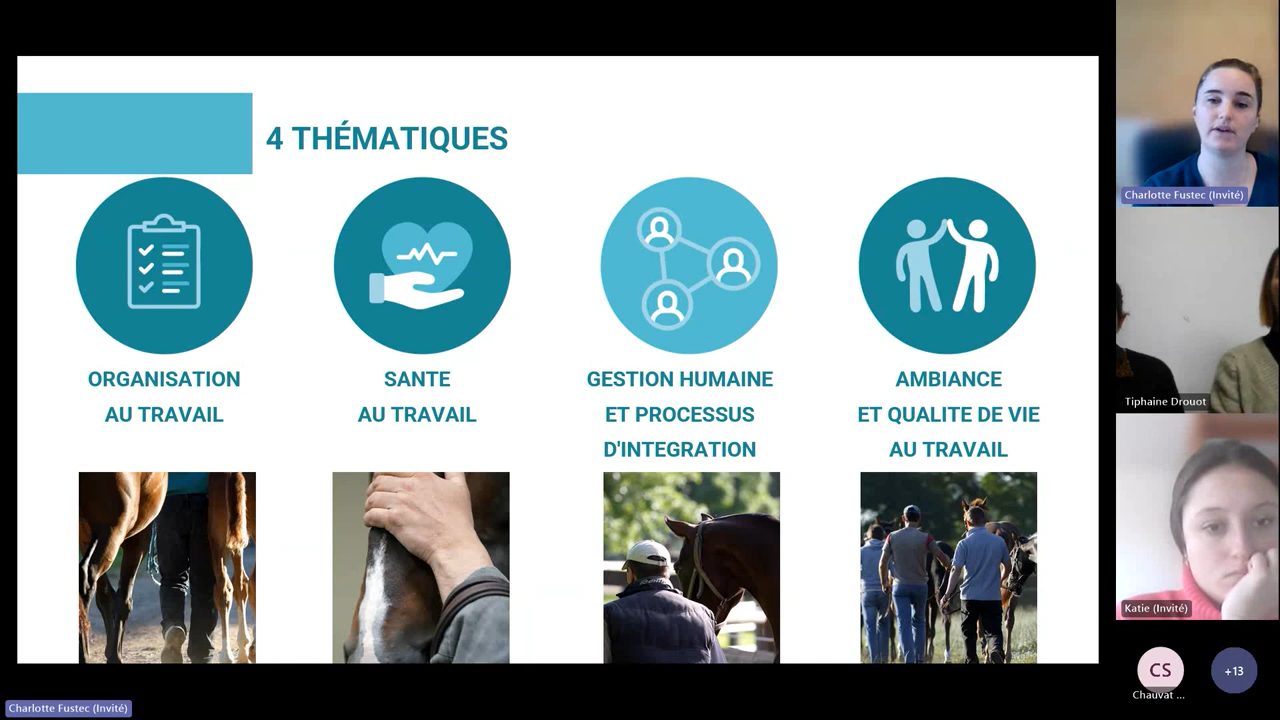 4 THÉMATIQUES
ORGANISATION
AU TRAVAIL
SANTE
AU TRAVAIL
GESTION HUMAINE
ET PROCESSUS
D'INTEGRATION
AMBIANCE
ET QUALITE DE VIE
AU TRAVAIL
Charlotte Fustec (Invité)
Tiphaine Drouot
Katie (Invité)
CS
Chauvat ...
+13
Charlotte Fustec (Invité)